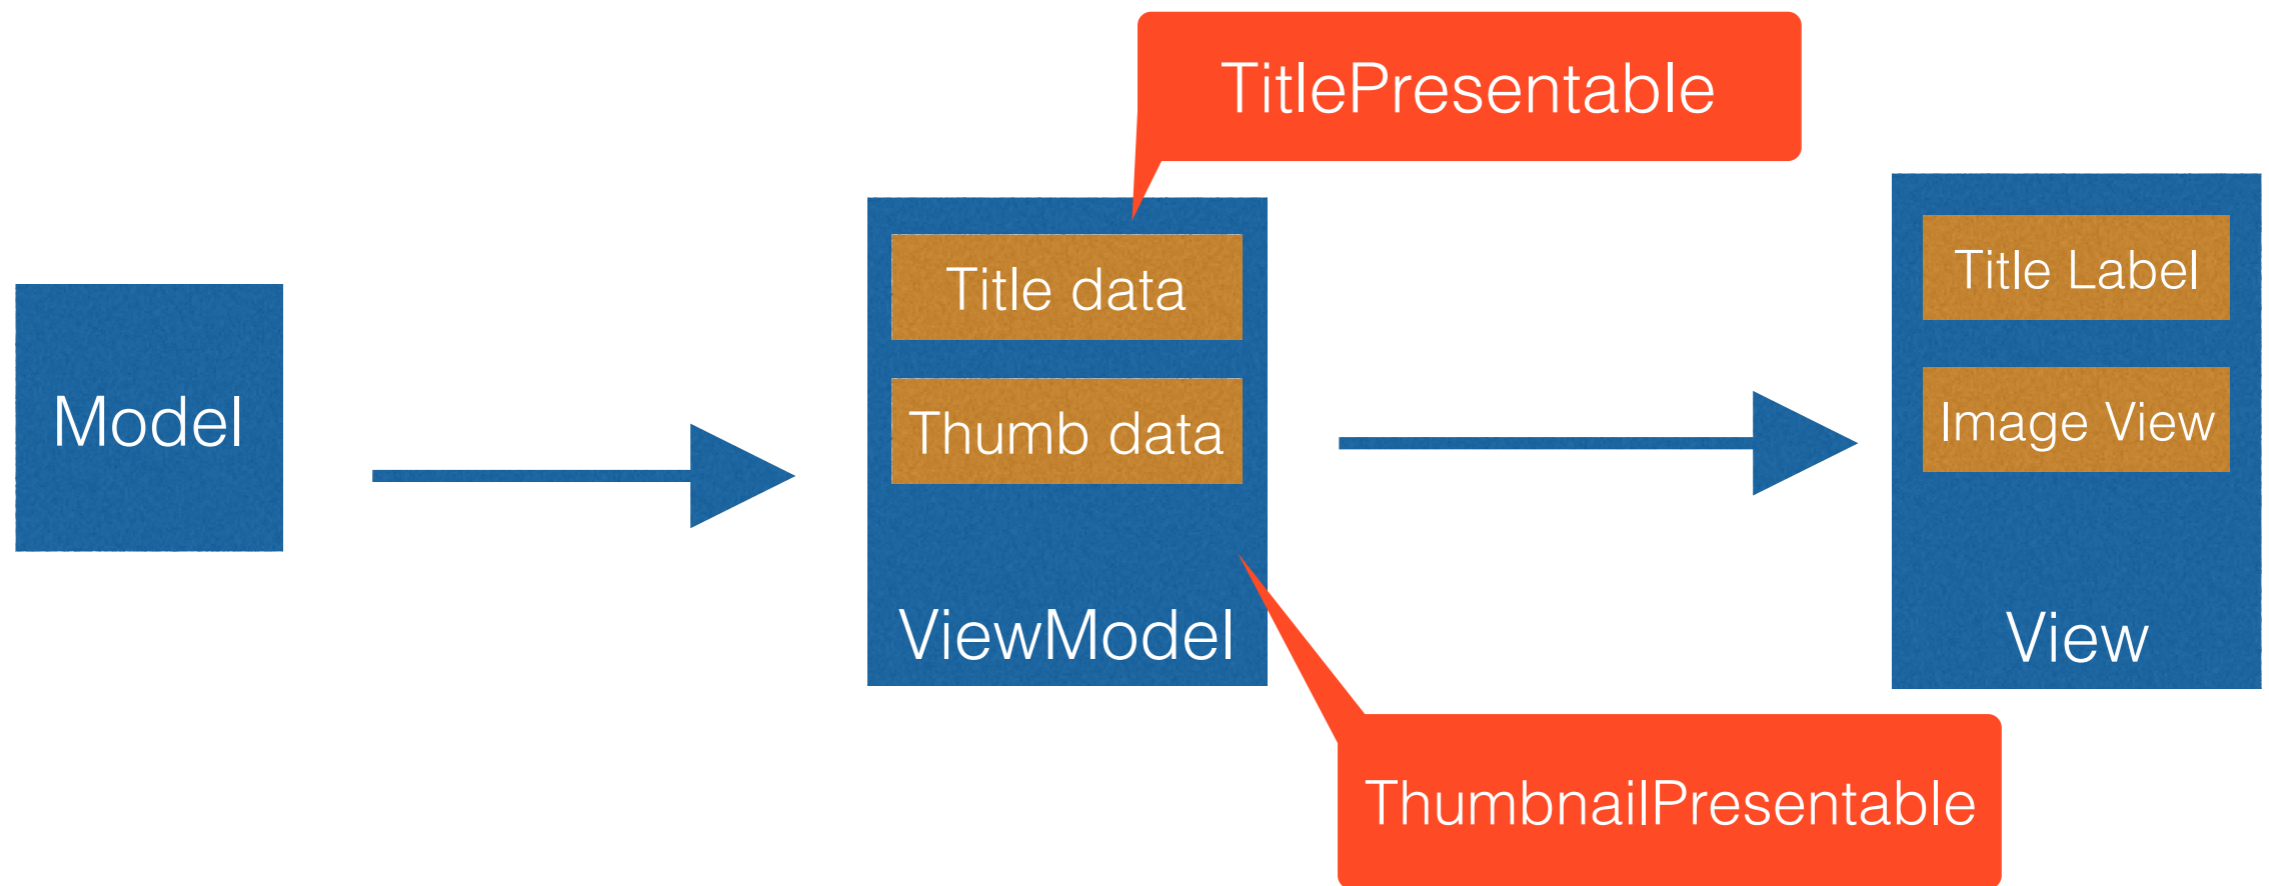 TitlePresentable
Model
Title data
Thumb data
ViewModel
Title Label
Image View
View
ThumbnailPresentable